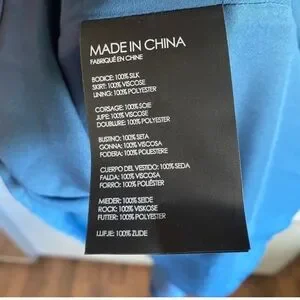 MADE IN CHINA
FABRIQUÉ EN CHINE
BODICE: 100% SILK
SKIRT: 100% VISCOSE
LINING: 100% POLYESTER
CORSAGE: 100% SOIE
JUPE: 100% VISCOSE
DOUBLURE: 100% POLYESTER
BUSTINO: 100% SETA
GONNA: 100% VISCOSA
FODERA: 100% POLIESTERE
CUERPO DEL VESTIDO: 100% SEDA
FALDA: 100% VISCOSA
FORRO: 100% POLIÉSTER
MIEDER: 100% SEIDE
ROCK: 100% VISKOSE
FUTTER: 100% POLYESTER
LIJFJE: 100% ZIJDE